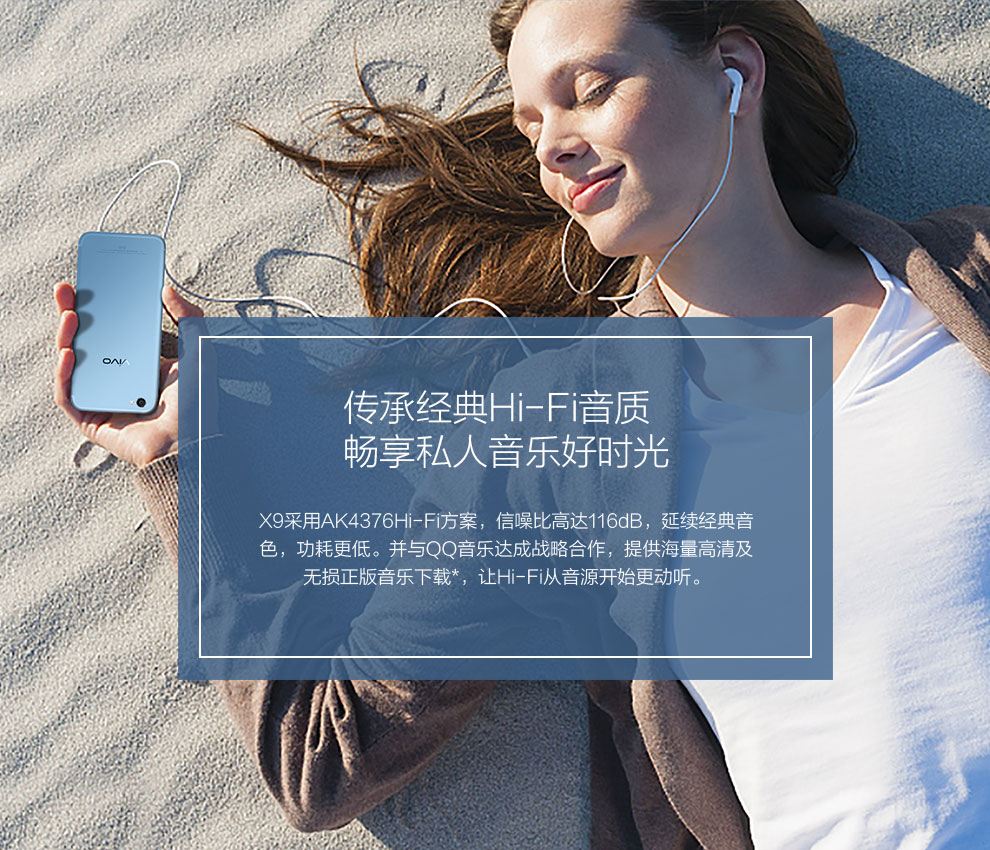 vivo
传承经典Hi-Fi音质
畅享私人音乐好时光
X9采用AK4376Hi-Fi方案，信噪比高达116dB，延续经典音
色，功耗更低。并与QQ音乐达成战略合作，提供海量高清及
无损正版音乐下载*，让Hi-Fi从音源开始更动听。